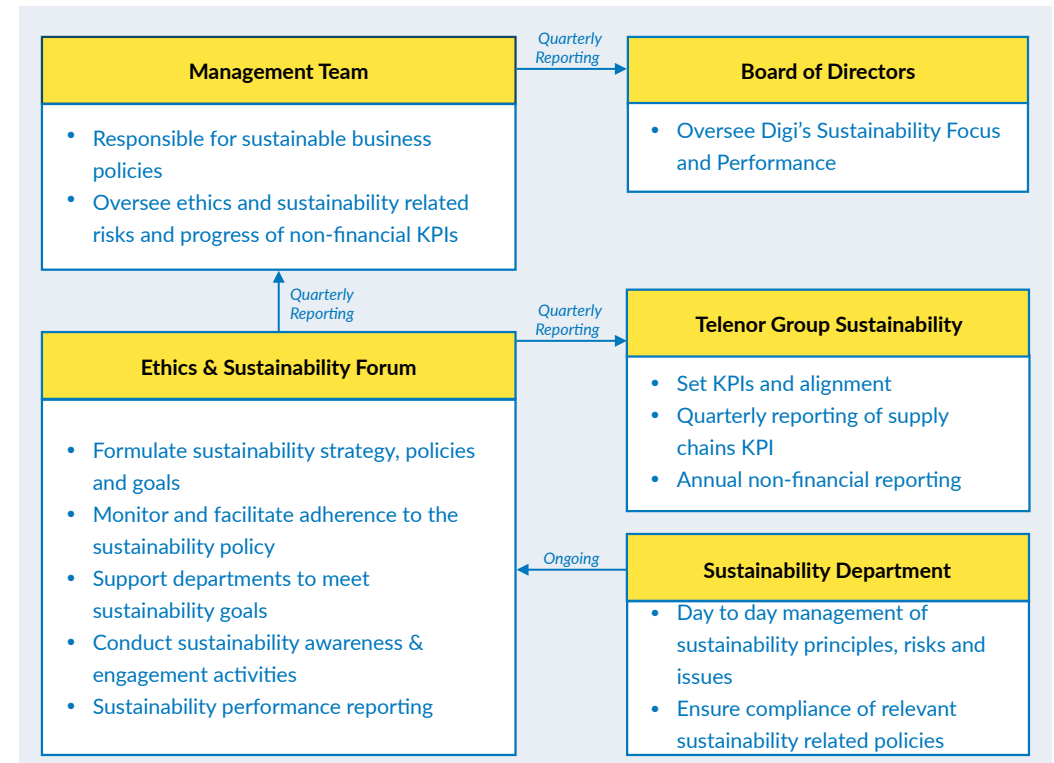 Management Team
• Responsible for sustainable business
policies
• Oversee ethics and sustainability related
risks and progress of non-financial KPIs
Quarterly
Reporting
Board of Directors
• Oversee Digi’s Sustainability Focus
and Performance
Quarterly
Reporting
Ethics & Sustainability Forum
• Formulate sustainability strategy, policies
and goals
• Monitor and facilitate adherence to the
sustainability policy
• Support departments to meet
sustainability goals
• Conduct sustainability awareness &
engagement activities
• Sustainability performance reporting
Quarterly
Reporting
Telenor Group Sustainability
• Set KPIs and alignment
• Quarterly reporting of supply
chains KPI
• Annual non-financial reporting
Ongoing
Sustainability Department
• Day to day management of
sustainability principles, risks and
issues
• Ensure compliance of relevant
sustainability related policies